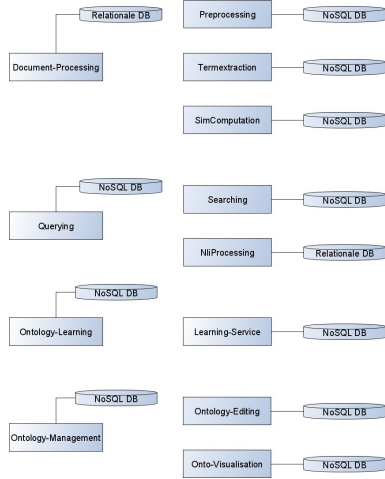 Relationale DB
Preprocessing
NoSQL DB
Document-Processing
Termextraction
NoSQL DB
SimComputation
NoSQL DB
NoSQL DB
Searching
NoSQL DB
Querying
NliProcessing
Relationale DB
NoSQL DB
Ontology-Learning
Learning-Service
NoSQL DB
NoSQL DB
Ontology-Editing
NoSQL DB
Ontology-Management
Onto-Visualisation
NoSQL DB